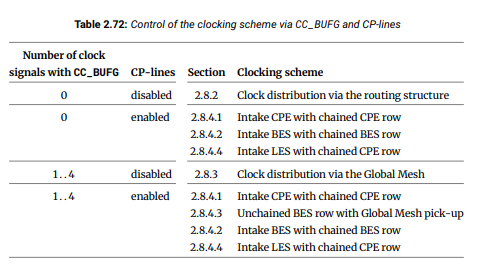 Table 2.72: Control of the clocking scheme via CC_BUFG and CP-lines
Number of clock
signals with CC_BUFG CP-lines Section Clocking scheme
0 disabled 2.8.2 Clock distribution via the routing structure
0 enabled 2.8.4.1 Intake CPE with chained CPE row
2.8.4.2 Intake BES with chained BES row
2.8.4.4 Intake LES with chained CPE row
1..4 disabled 2.8.3 Clock distribution via the Global Mesh
1..4 enabled 2.8.4.1 Intake CPE with chained CPE row
2.8.4.3 Unchained BES row with Global Mesh pick-up
2.8.4.2 Intake BES with chained BES row
2.8.4.4 Intake LES with chained CPE row